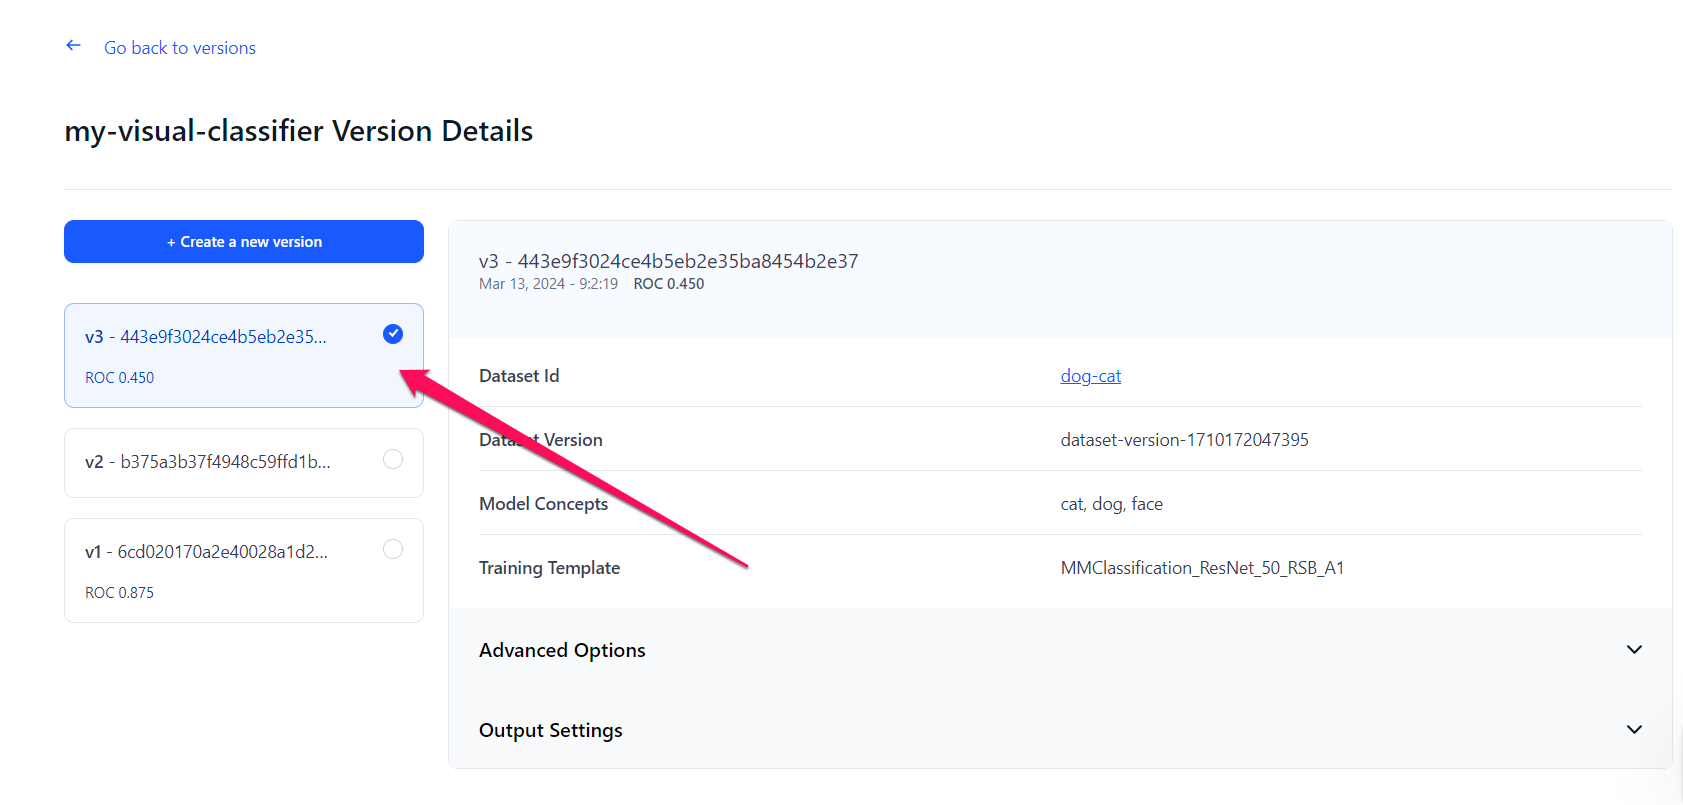 Go back to versions
my-visual-classifier Version Details
+ Create a new version
v3 - 443e9f3024ce4b5eb2e35...
ROC 0.450
v2 - b375a3b37f4948c59ffd1b...
v1 - 6cd020170a2e40028a1d2...
ROC 0.875
v3 - 443e9f3024ce4b5eb2e35ba8454b2e37
Mar 13, 2024 - 9:2:19 ROC 0.450
Dataset Id dog-cat
Dataset Version dataset-version-1710172047395
Model Concepts cat, dog, face
Training Template MMClassification_ResNet_50_RSB_A1
Advanced Options
Output Settings